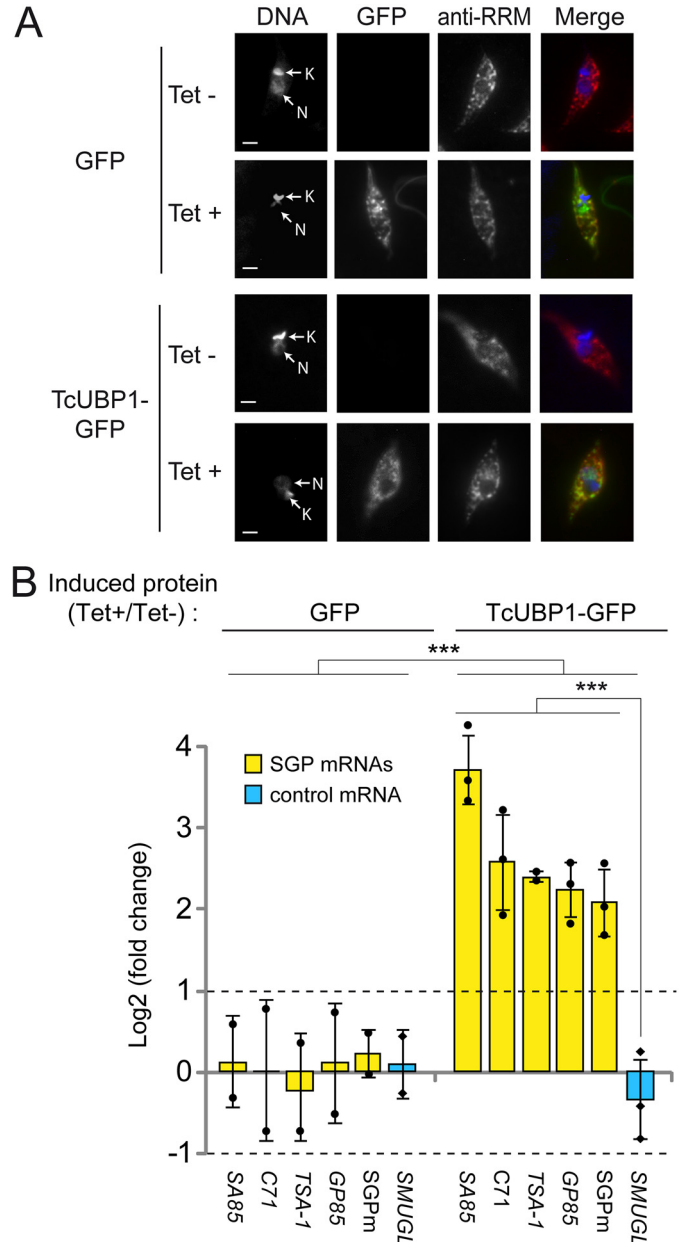 A
DNA GFP anti-RRM Merge
GFP
Tet -
K
N
Tet +
K
N
TcUBP1-
GFP
Tet -
K
N
Tet +
N
K
B
Induced protein
(Tet+/Tet-) :
GFP TcUBP1-GFP
***
***
SGP mRNAs
control mRNA
Log2 (fold change)
4
3
2
1
0
-1
SA85 C71 TSA-1 GP85 SGPm SMUGL SA85 C71 TSA-1 GP85 SGPm SMUGL